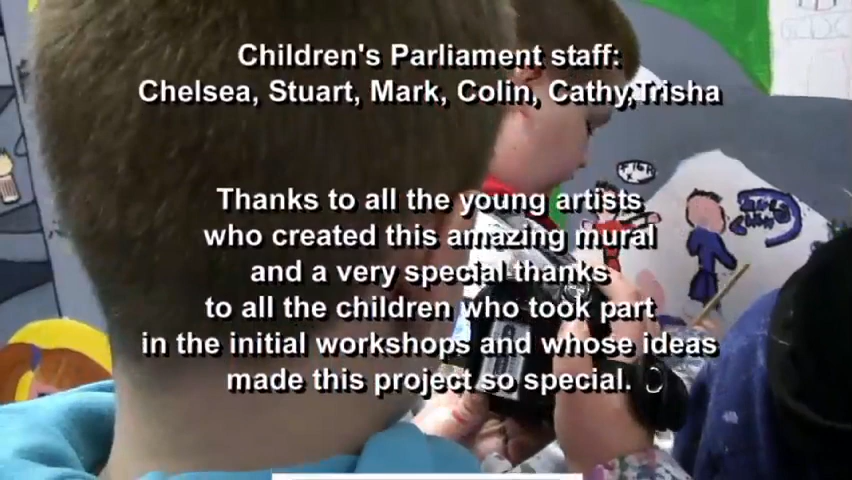 Children's Parliament staff:
Chelsea, Stuart, Mark, Colin, Cathy,Trisha
Thanks to all the young artists
who created this amazing mural
and a very special thanks
to all the children who took part
in the initial workshops and whose ideas
made this project so special.